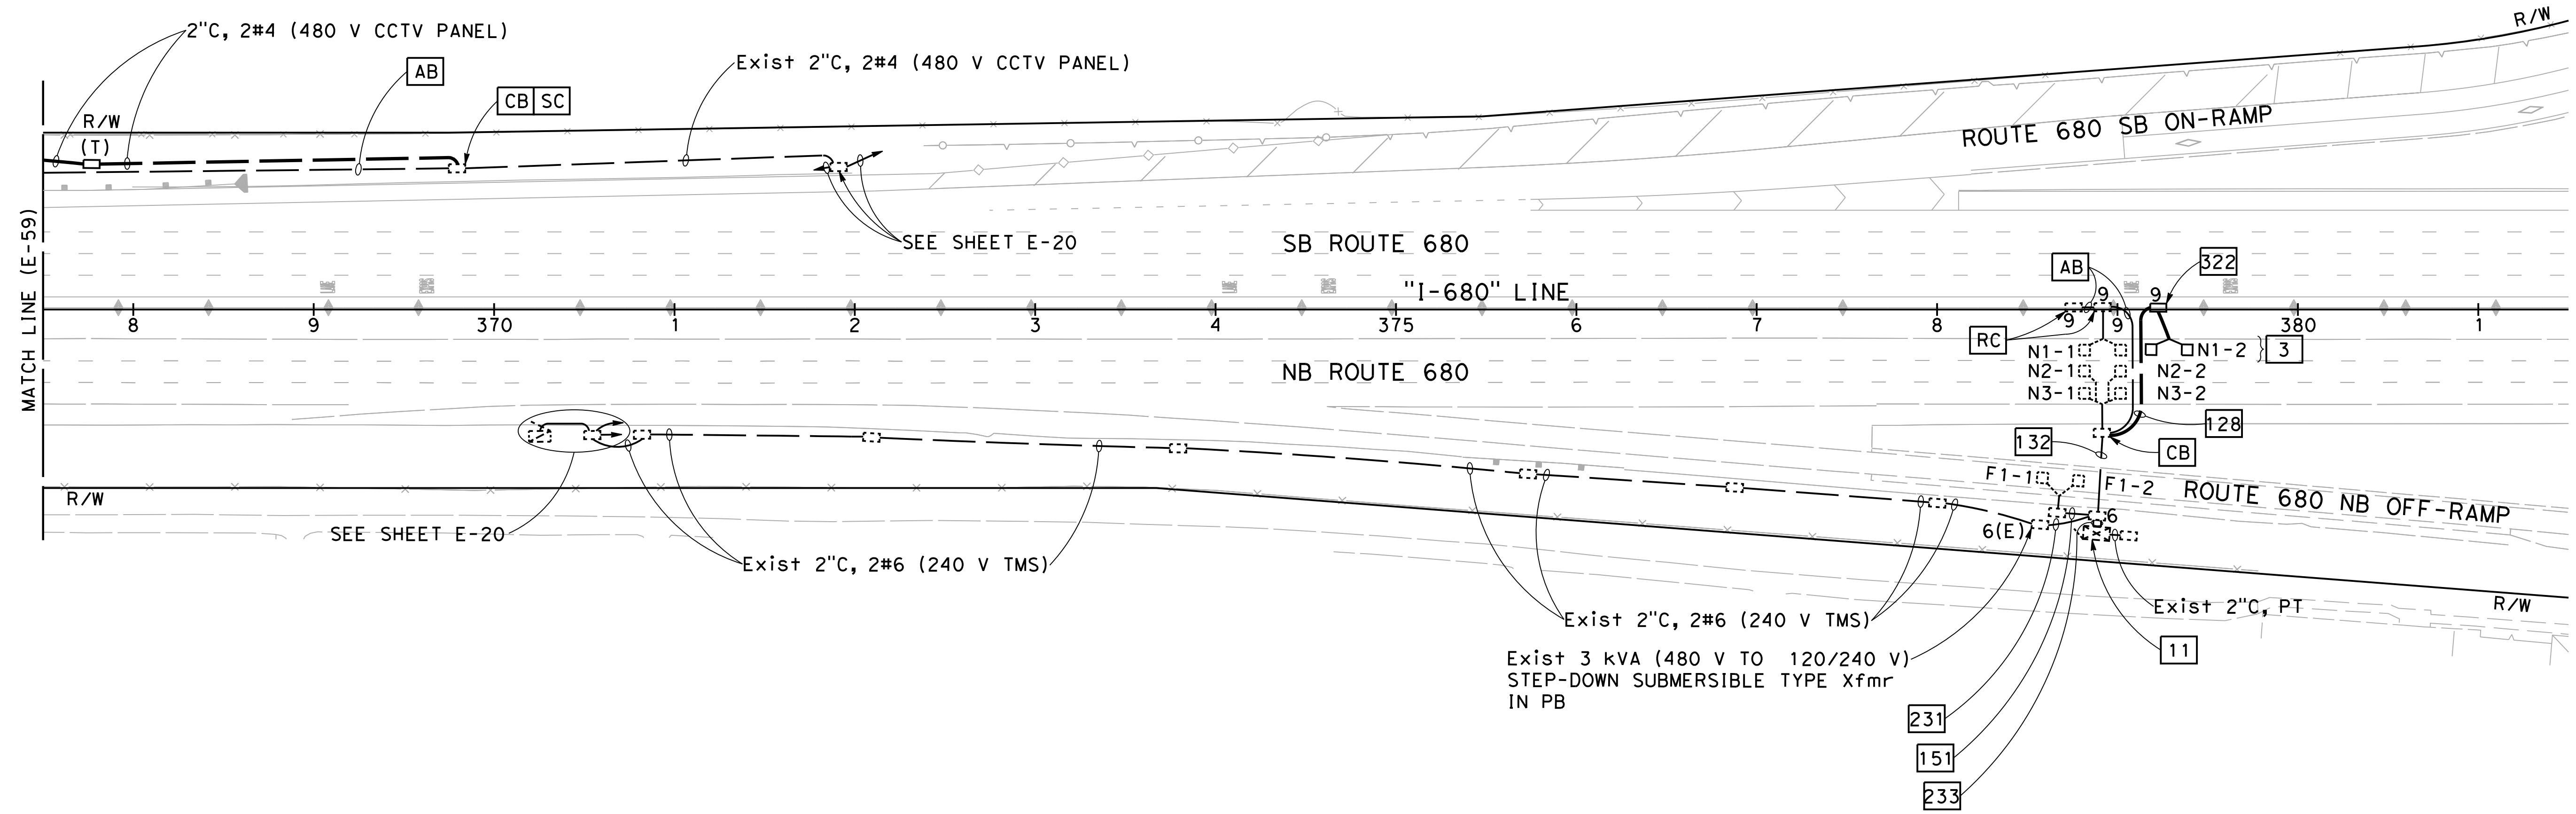 2"C, 2#4 (480 V CCTV PANEL)
AB
CB SC
Exist 2"C, 2#4 (480 V CCTV PANEL)
R/W
R/W
(T)
ROUTE 680 SB ON-RAMP
SEE SHEET E-20
SB ROUTE 680
"I-680" LINE
MATCH LINE (E-59)
AB
322
9
9
9
8
9
370
1
2
3
4
375
6
7
8
9
380
1
RC
N1-1
N1-2
3
N2-1
N2-2
N3-1
N3-2
NB ROUTE 680
128
132
CB
F1-1
F1-2
ROUTE 680 NB OFF-RAMP
R/W
SEE SHEET E-20
6(E)
6
Exist 2"C, 2#6 (240 V TMS)
Exist 2"C, 2#6 (240 V TMS)
Exist 2"C, PT
R/W
Exist 3 kVA (480 V TO 120/240 V)
STEP-DOWN SUBMERSIBLE TYPE Xfmr
IN PB
11
231
151
233